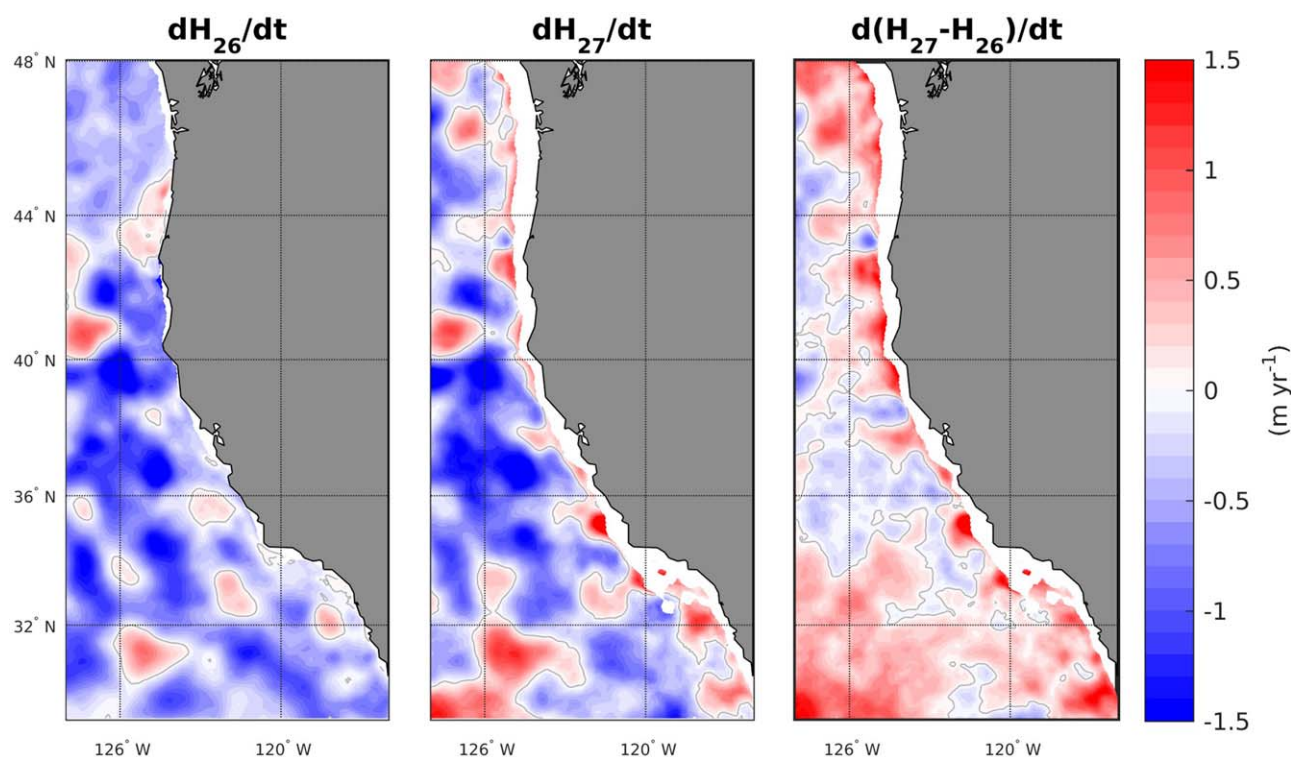 dH₂₆/dt dH₂₇/dt d(H₂₇-H₂₆)/dt
48° N
44° N
40° N
36° N
32° N
126° W 120° W 126° W 120° W 126° W 120° W
1.5
1
0.5
0
-0.5
-1
-1.5
(m yr⁻¹)